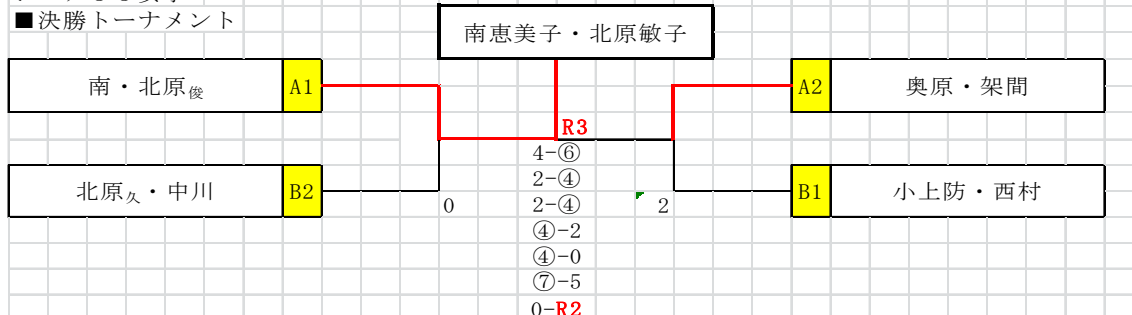 ■決勝トーナメント
南恵美子・北原敏子
南・北原俊 A1
A2 奥原・架間
R3
4-⑥
2-④
北原久・中川 B2
B1 小上防・西村
0 2-④ 2
④-2
④-0
⑦-5
0-R2